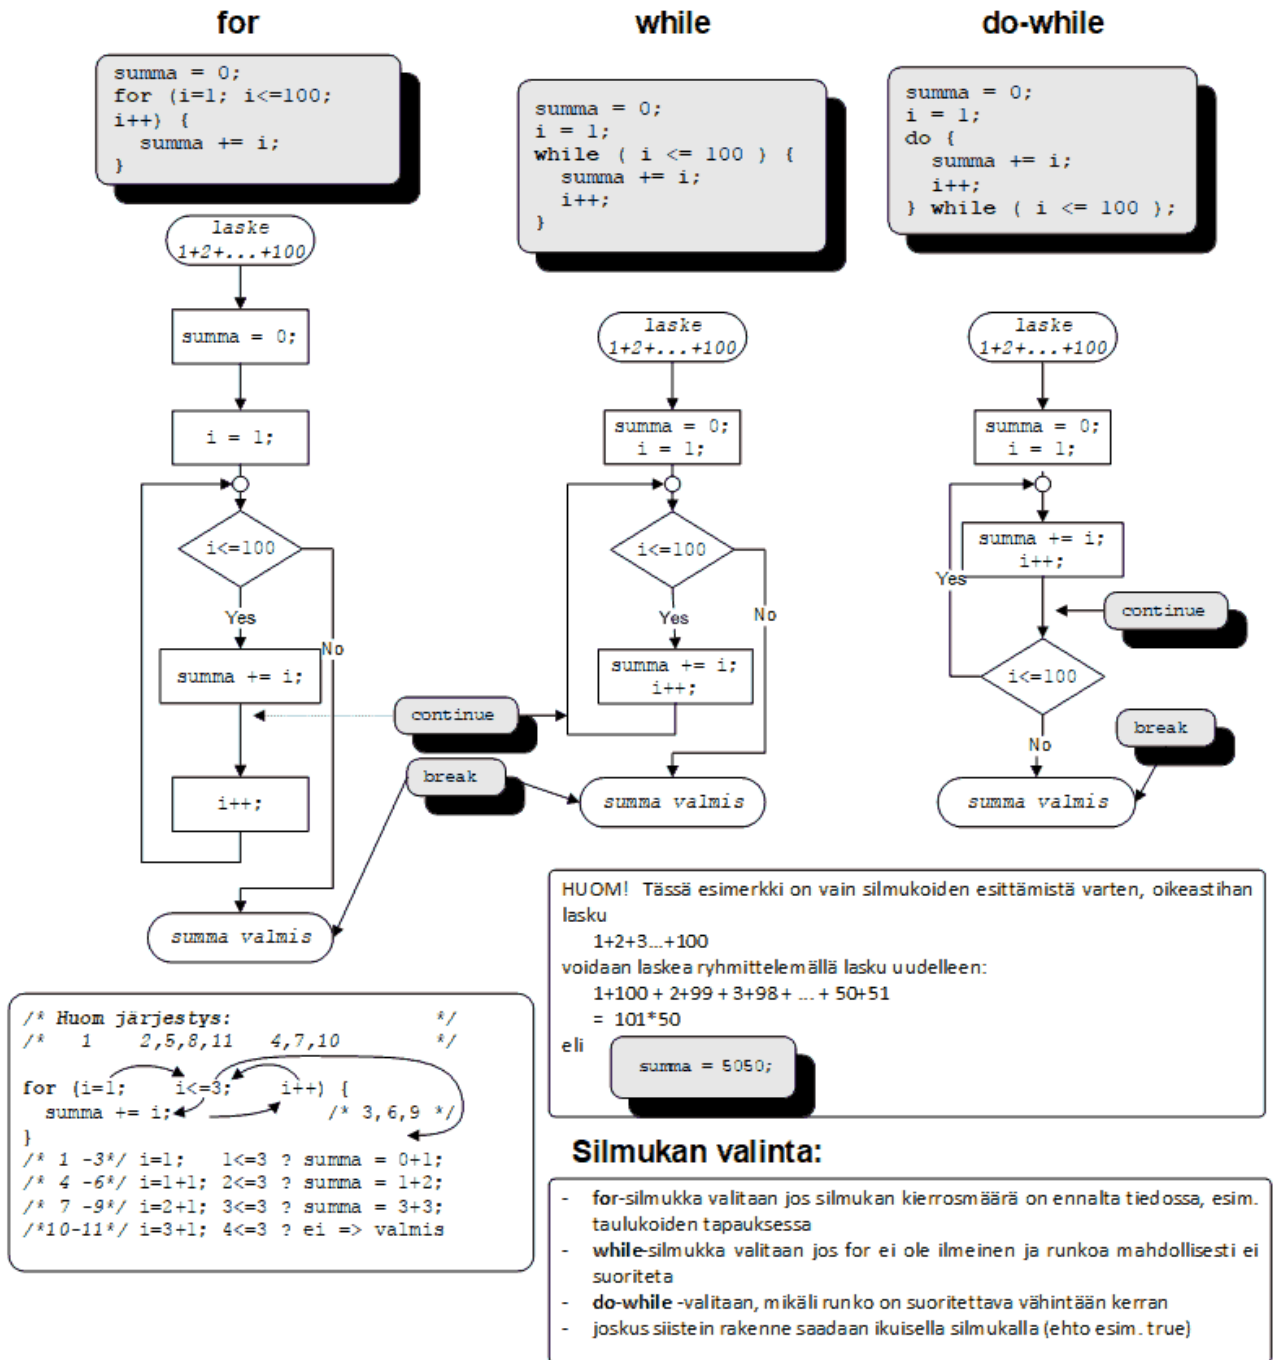 for
summa = 0;
for (i=1; i<=100;
i++) {
summa += i;
}
laske
1+2+...+100
summa = 0;
i = 1;
i<=100
Yes
No
summa += i;
i++;
summa valmis
while
summa = 0;
i = 1;
while ( i <= 100 ) {
summa += i;
i++;
}
laske
1+2+...+100
summa = 0;
i = 1;
i<=100
Yes
No
summa += i;
i++;
continue
break
summa valmis
do-while
summa = 0;
i = 1;
do {
summa += i;
i++;
} while ( i <= 100 );
laske
1+2+...+100
summa = 0;
i = 1;
summa += i;
i++;
Yes
continue
i<=100
No
break
summa valmis
/* Huom järjestys: */
/* 1 2,5,8,11 4,7,10 */
for (i=1; i<=3; i++) {
summa += i; /* 3,6,9 */
}
/* 1 -3*/ i=1; 1<=3 ? summa = 0+1;
/* 4 -6*/ i=1+1; 2<=3 ? summa = 1+2;
/* 7 -9*/ i=2+1; 3<=3 ? summa = 3+3;
/*10-11*/ i=3+1; 4<=3 ? ei => valmis
HUOM! Tässä esimerkki on vain silmukoiden esittämistä varten, oikeastihan
lasku
1+2+3...+100
voidaan laskea ryhmittelemällä lasku uudelleen:
1+100 + 2+99 + 3+98 + ... + 50+51
= 101*50
eli
summa = 5050;
Silmukan valinta:
- for-silmukka valitaan jos silmukan kierrosmäärä on ennalta tiedossa, esim.
taulukoiden tapauksessa
- while-silmukka valitaan jos for ei ole ilmeinen ja runkoa mahdollisesti ei
suoriteta
- do-while -valitaan, mikäli runko on suoritettava vähintään kerran
- joskus siistein rakenne saadaan ikuisella silmukalla (ehto esim. true)